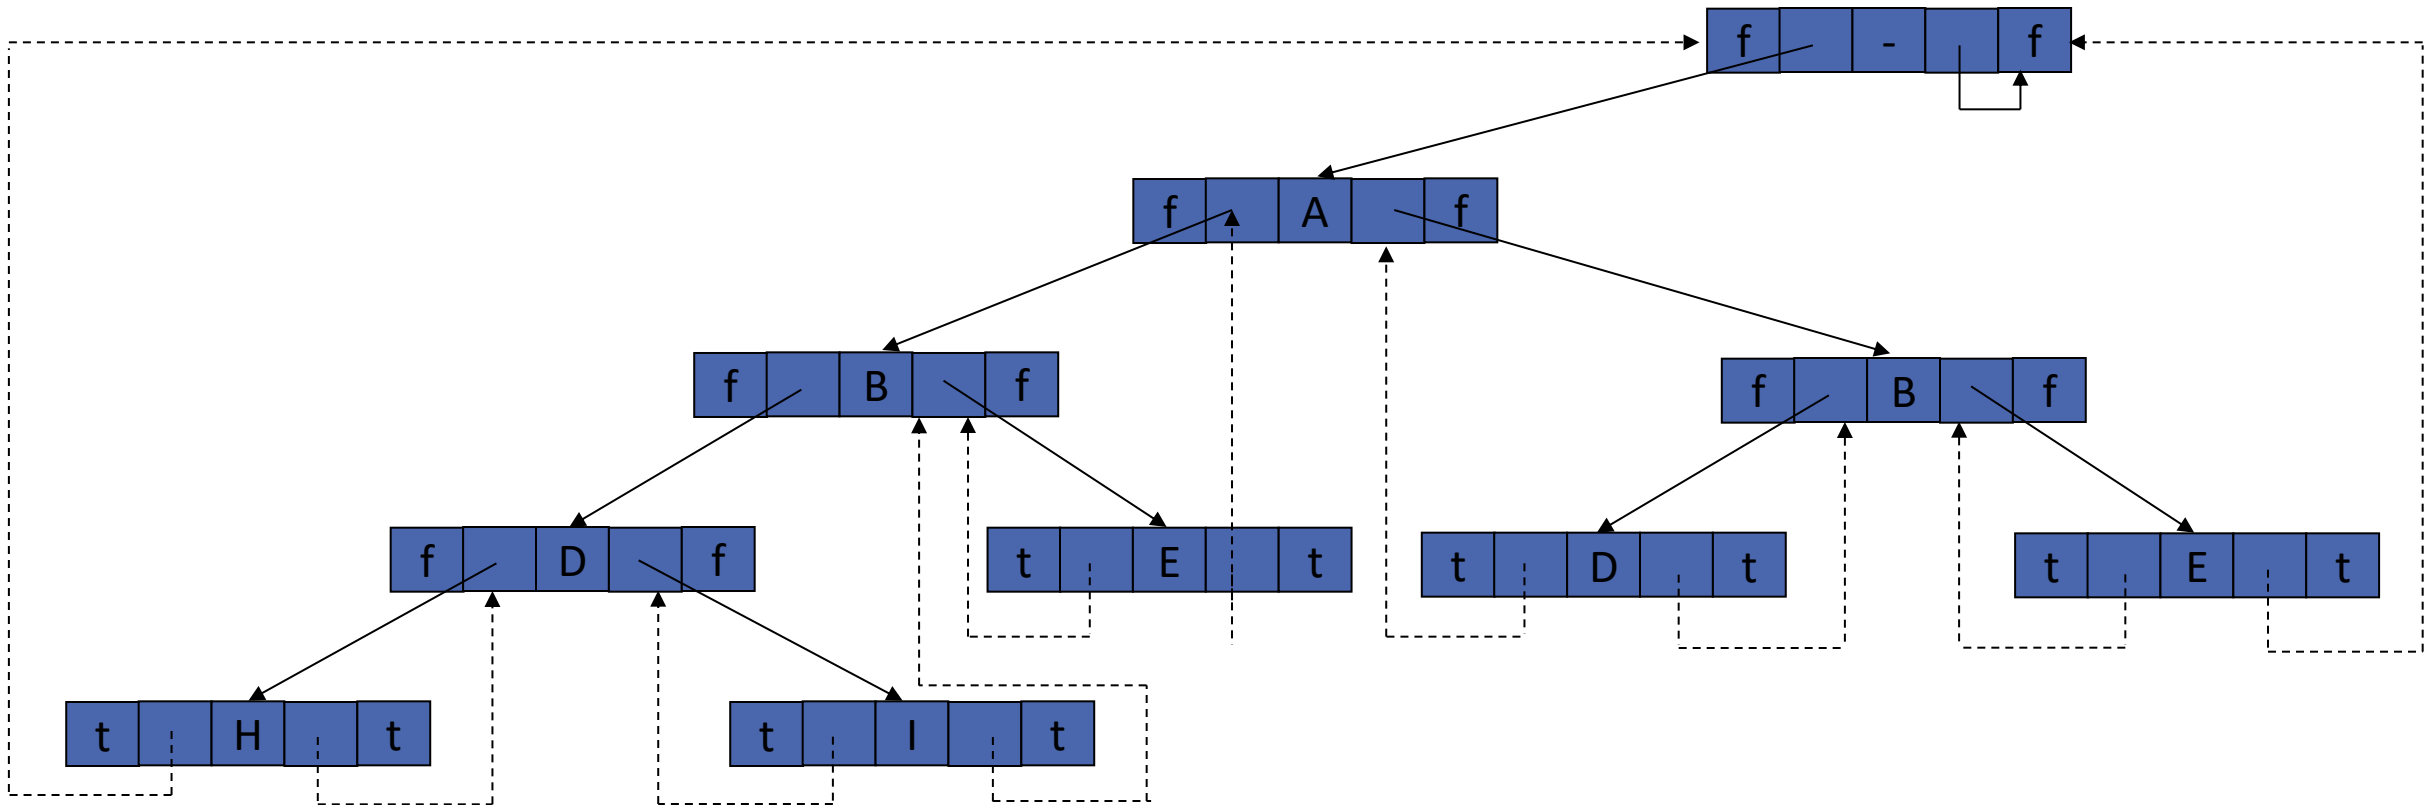 f - f
f A f
f B f
f B f
f D f
t E t
t D t
t E t
t H t
t I t